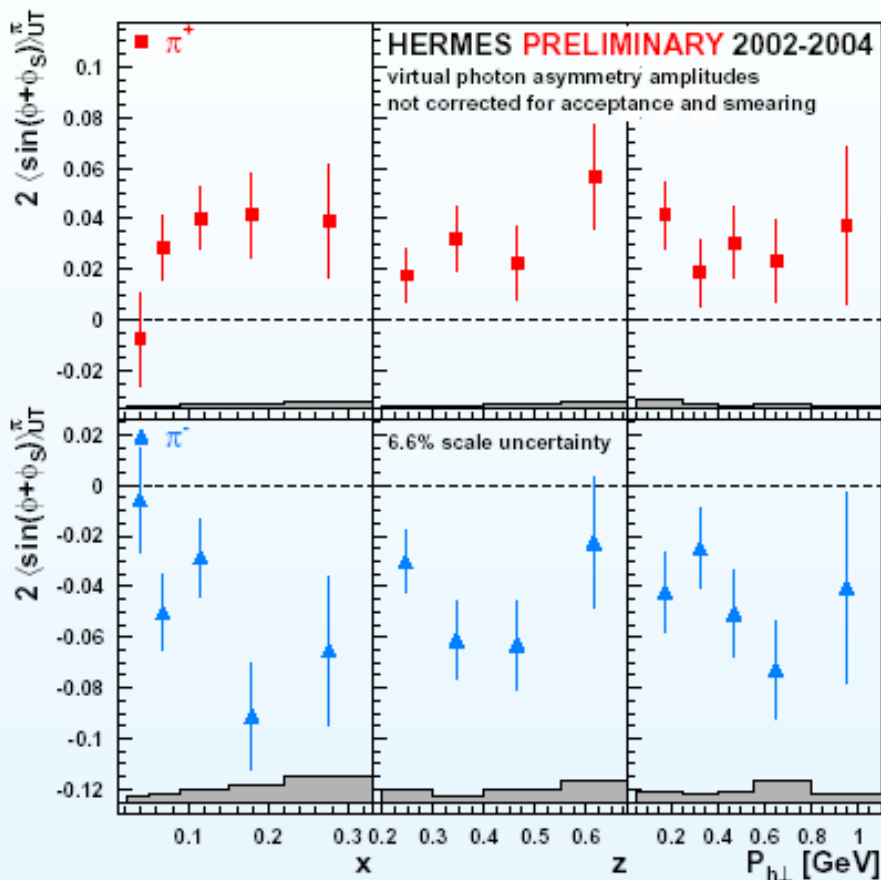 2 ⟨sin(ϕ+ϕS)⟩πUT
π+
HERMES PRELIMINARY 2002-2004
virtual photon asymmetry amplitudes
not corrected for acceptance and smearing
0.1
0.08
0.06
0.04
0.02
0
-0.02
2 ⟨sin(ϕ+ϕS)⟩πUT
π-
6.6% scale uncertainty
0.02
0
-0.02
-0.04
-0.06
-0.08
-0.1
-0.12
0.1 0.2 0.3 0.2 0.3 0.4 0.5 0.6 0.2 0.4 0.6 0.8 1
x z Ph⊥ [GeV]